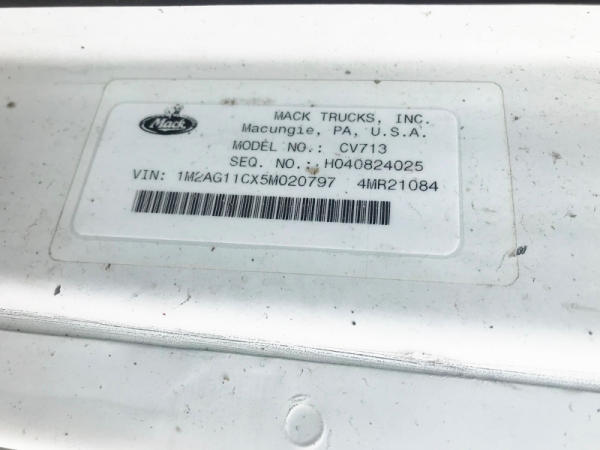 Mack
MACK TRUCKS, INC.
Macungie, PA, U.S.A.
MODEL NO.: CV713
SEQ. NO.: H040824025
VIN: 1M2AG11CX5M020797 4MR21084